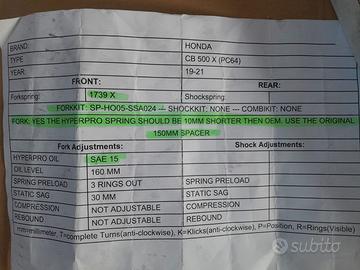 BRAND: HONDA
TYPE CB 500 X (PC64)
YEAR: 19-21
FRONT: REAR:
Forkspring: 1739 X Shockspring:
FORKKIT: SP-HO05-SSA024 --- SHOCKKIT: NONE --- COMBIKIT: NONE
FORK: YES THE HYPERPRO SPRING SHOULD BE 10MM SHORTER THEN OEM. USE THE ORIGINAL
150MM SPACER
Fork Adjustments: Shock Adjustments:
HYPERPRO OIL SAE 15
OIL LEVEL 160 MM
SPRING PRELOAD 3 RINGS OUT SPRING PRELOAD
STATIC SAG 30 MM STATIC SAG
COMPRESSION NOT ADJUSTABLE COMPRESSION
REBOUND NOT ADJUSTABLE REBOUND
mm=millimeter, T=complete Turns(anti-clockwise), K=Klicks(anti-clockwise), P=Position, R=Rings(Visible)
subito